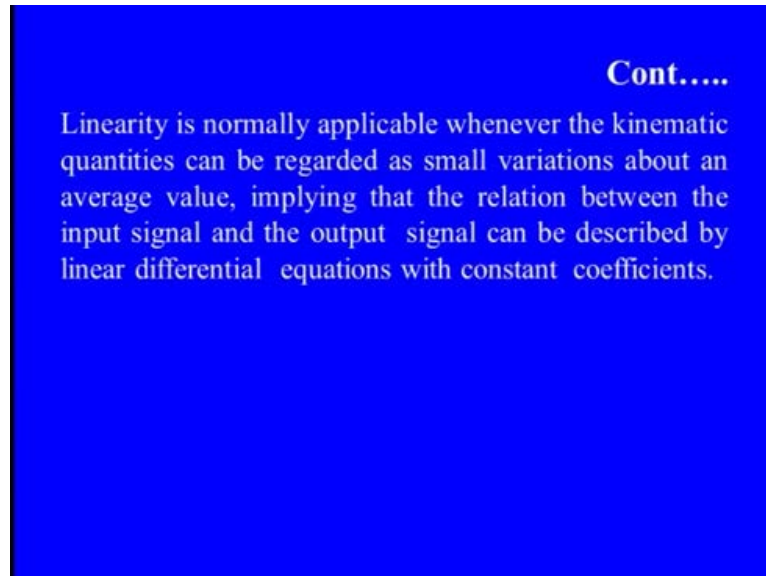 Cont…..
Linearity is normally applicable whenever the kinematic
quantities can be regarded as small variations about an
average value, implying that the relation between the
input signal and the output signal can be described by
linear differential equations with constant coefficients.